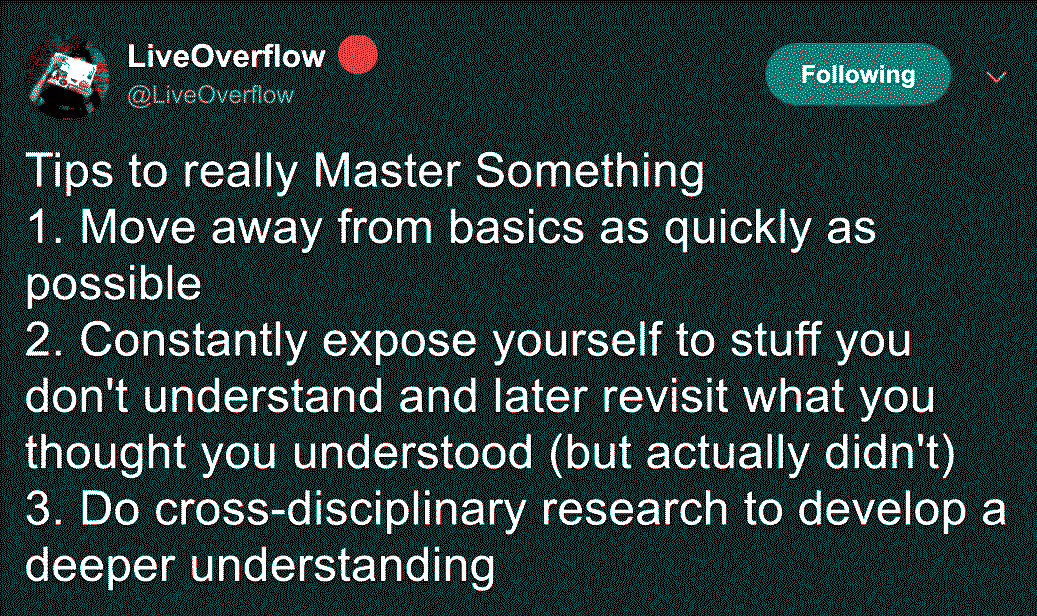 LiveOverflow
@LiveOverflow
Following
Tips to really Master Something
1. Move away from basics as quickly as
possible
2. Constantly expose yourself to stuff you
don't understand and later revisit what you
thought you understood (but actually didn't)
3. Do cross-disciplinary research to develop a
deeper understanding